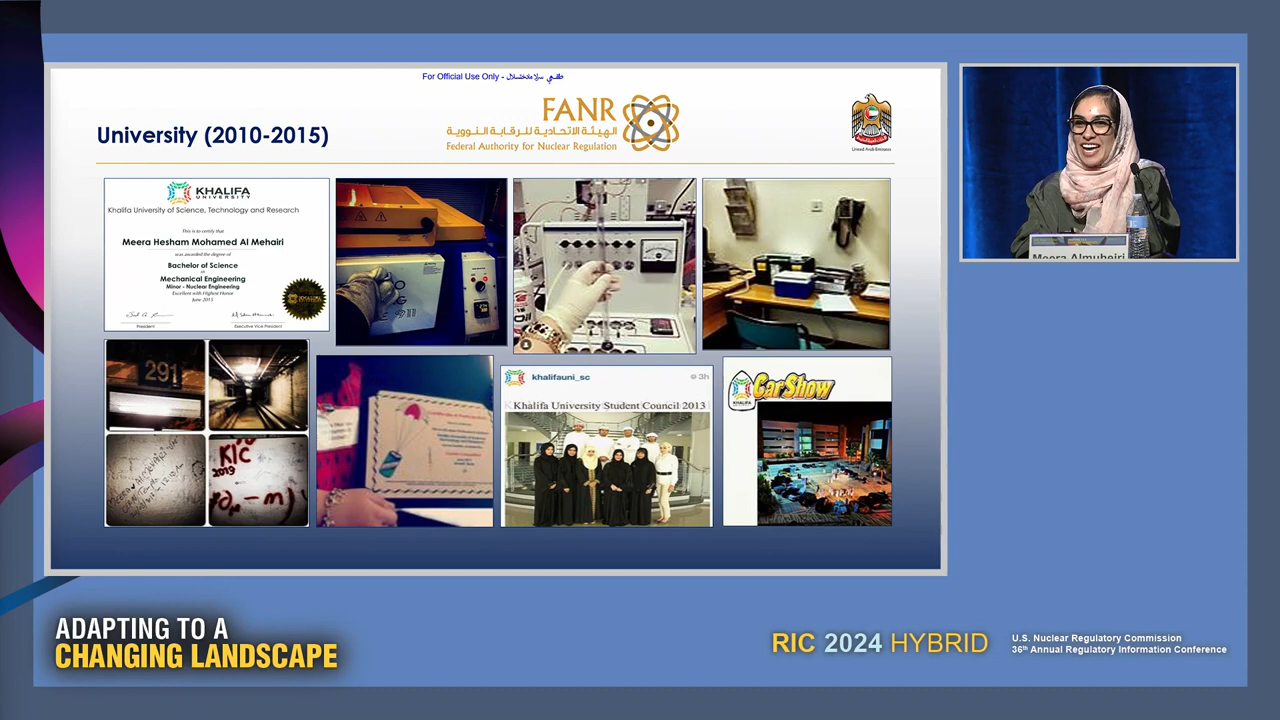 For Official Use Only -
University (2010-2015)
FANR
الهيئة الاتحادية للرقابة النووية
Federal Authority for Nuclear Regulation
United Arab Emirates
KHALIFA
UNIVERSITY
Khalifa University of Science, Technology and Research
This is to certify that
Meera Hesham Mohamed Al Mehairi
was awarded the degree of
Bachelor of Science
in
Mechanical Engineering
Minor - Nuclear Engineering
Excellent with Highest Honor
June 2015
President
Executive Vice President
291
KIC
2019
khalifauni_sc
3h
Khalifa University Student Council 2013
KHALIFA
Car Show
Meera Almuheiri
ADAPTING TO A
CHANGING LANDSCAPE
RIC 2024 HYBRID
U.S. Nuclear Regulatory Commission
36th Annual Regulatory Information Conference